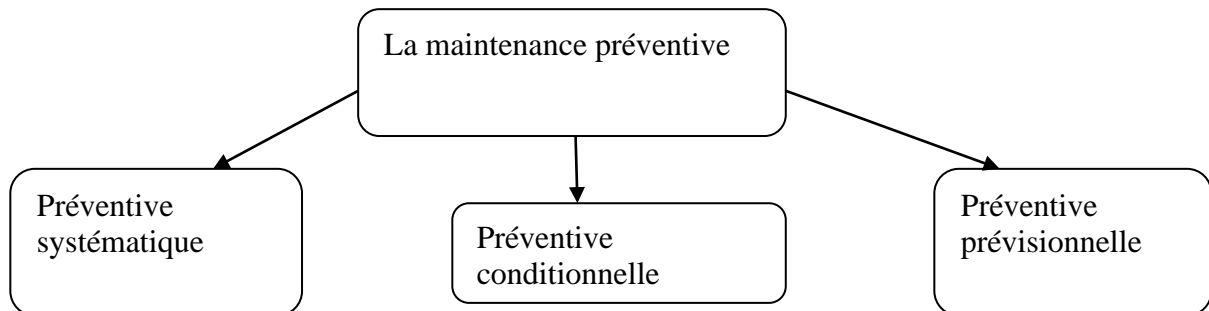 La maintenance préventive
Préventive
systématique
Préventive
conditionnelle
Préventive
prévisionnelle